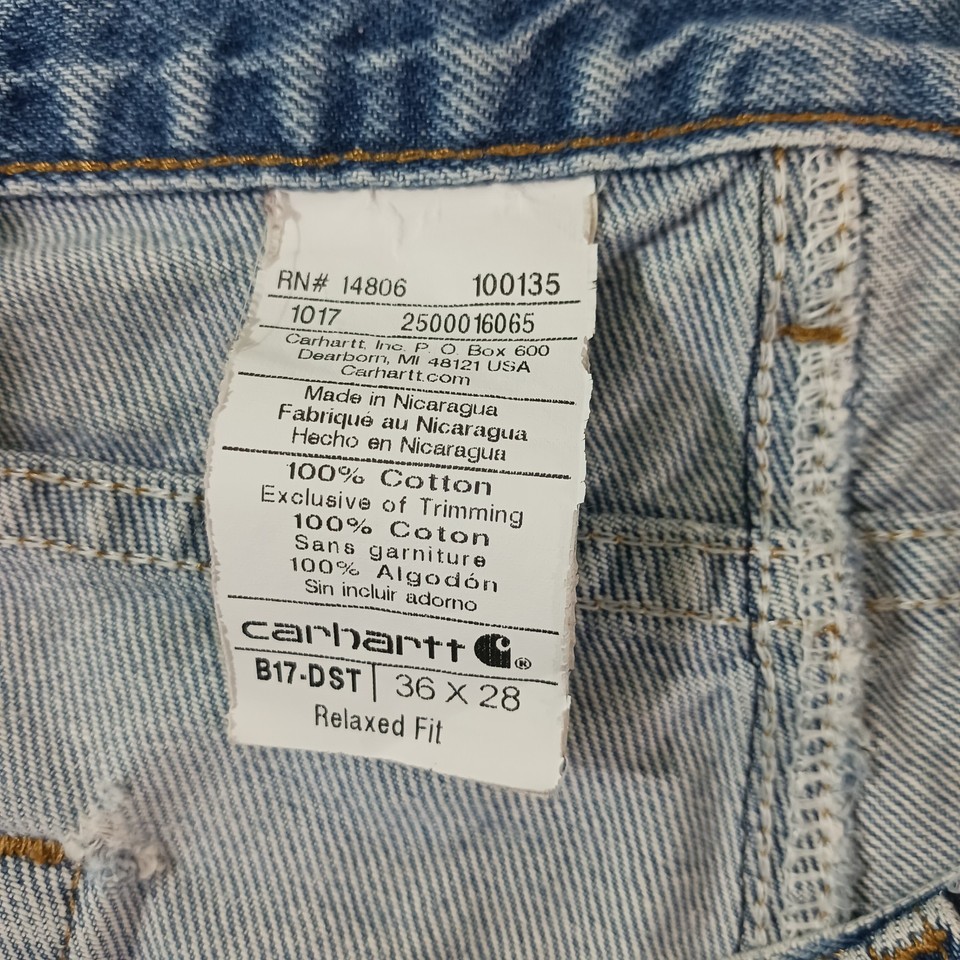 RN# 14806 100135
1017 2500016065
Carhartt, Inc. P. O. Box 600
Dearborn, MI 48121 USA
Carhartt.com
Made in Nicaragua
Fabriqué au Nicaragua
Hecho en Nicaragua
100% Cotton
Exclusive of Trimming
100% Coton
Sans garniture
100% Algodón
Sin incluir adorno
carhartt ®
B17-DST | 36 X 28
Relaxed Fit